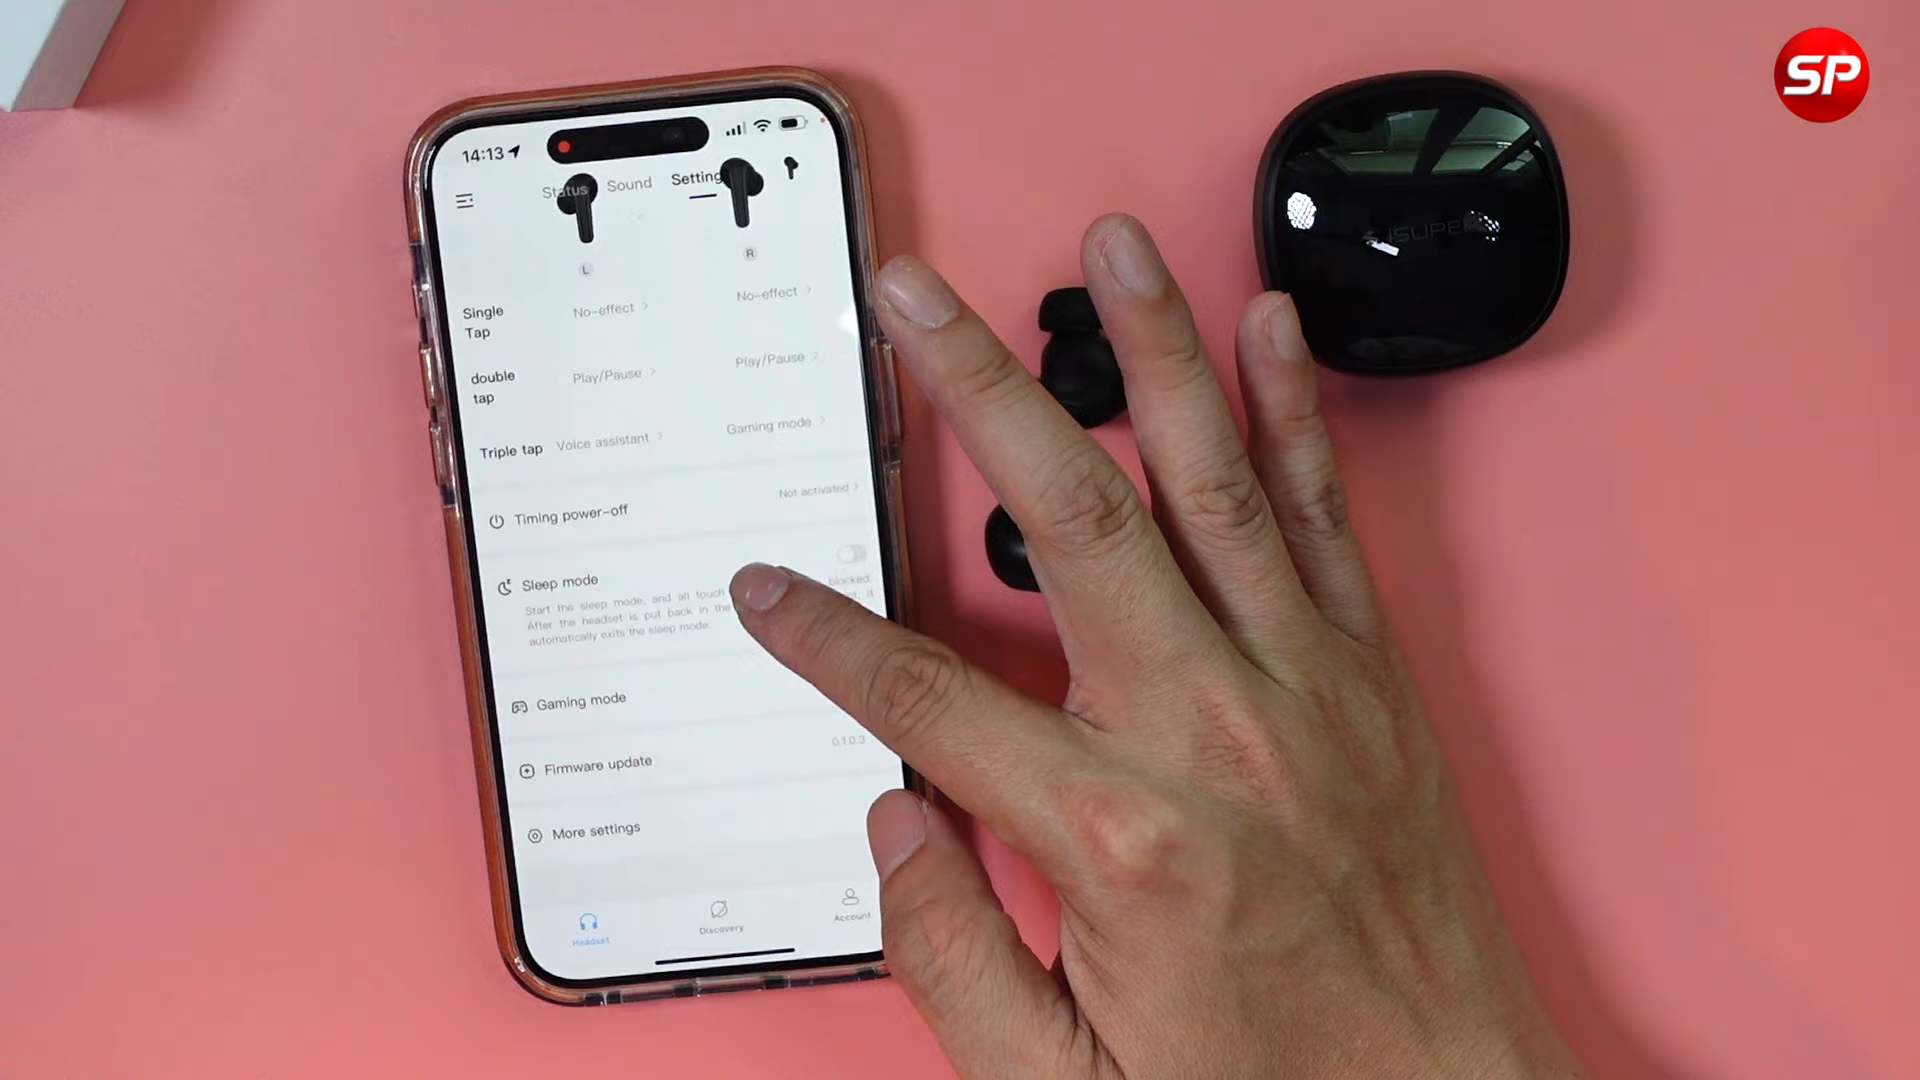 SP
14:13
Status Sound Setting
L R
Single Tap No-effect > No-effect >
double tap Play/Pause > Play/Pause >
Triple tap Voice assistant > Gaming mode >
Timing power-off Not activated >
Sleep mode
Start the sleep mode, and all touch blocked.
After the headset is put back in the it
automatically exits the sleep mode.
Gaming mode
Firmware update 0.1.0.3
More settings
Headset Discovery Account